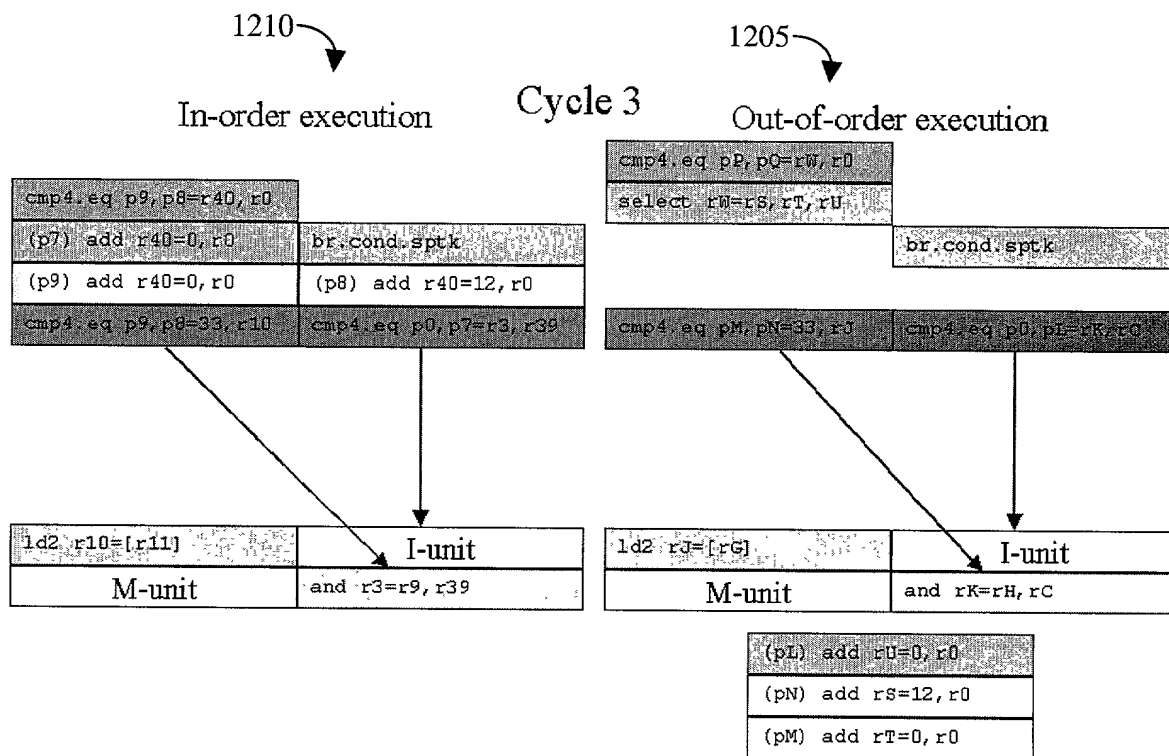 1210
1205
Cycle 3
In-order execution
Out-of-order execution
cmp4.eq p9,p8=r40,r0
(p7) add r40=0,r0
br.cond.sptk
(p9) add r40=0,r0
(p8) add r40=12,r0
cmp4.eq p9,p8=33,r10
cmp4.eq p0,p7=r3,r39
ld2 r10=[r11]
I-unit
M-unit
and r3=r9,r39
cmp4.eq pP,pQ=rW,r0
select rW=rS,rT,rU
br.cond.sptk
cmp4.eq pM,pN=33,rJ
cmp4.eq p0,pL=rK,rC
ld2 rJ=[rG]
I-unit
M-unit
and rK=rH,rC
(pL) add rU=0,r0
(pN) add rS=12,r0
(pM) add rT=0,r0